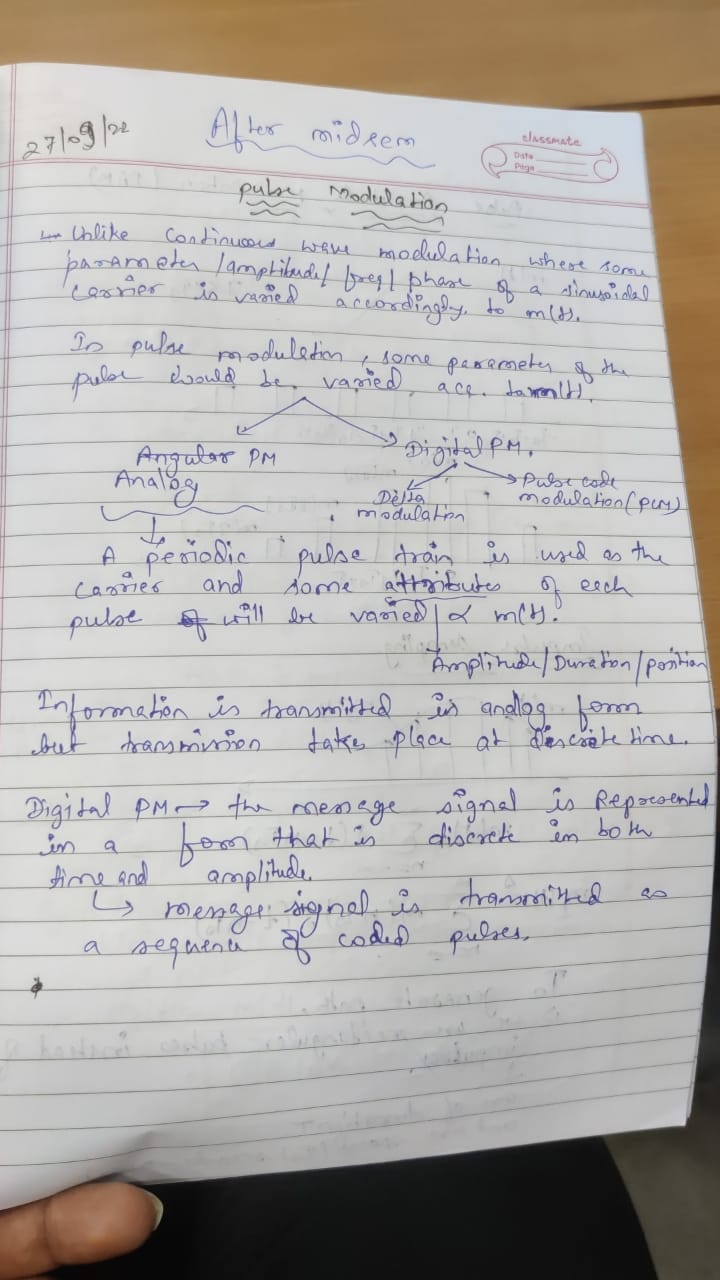 27/09/22
After midsem
classmate
Date
Page
Pulse Modulation
Unlike continuous wave modulation where some
parameter /amptitude/ freq/ phase of a sinusoidal
carrier is varied accordingly to m(t).
In pulse modulation, some parameter of the
pulse would be varied acc. to m(t).
Angular PM
Analog
Digital PM.
Delta
modulation
Pulse code
modulation (PCM)
A periodic pulse train is used as the
carrier and some attributes of each
pulse of will be varied ∝ m(t).
Amplitude/Duration/position
Information is transmitted in analog form
but transmission takes place at discrete time.
Digital PM → the message signal is Represented
in a form that is discrete in both
time and amplitude.
↳ message signal is transmitted as
a sequence of coded pulses.